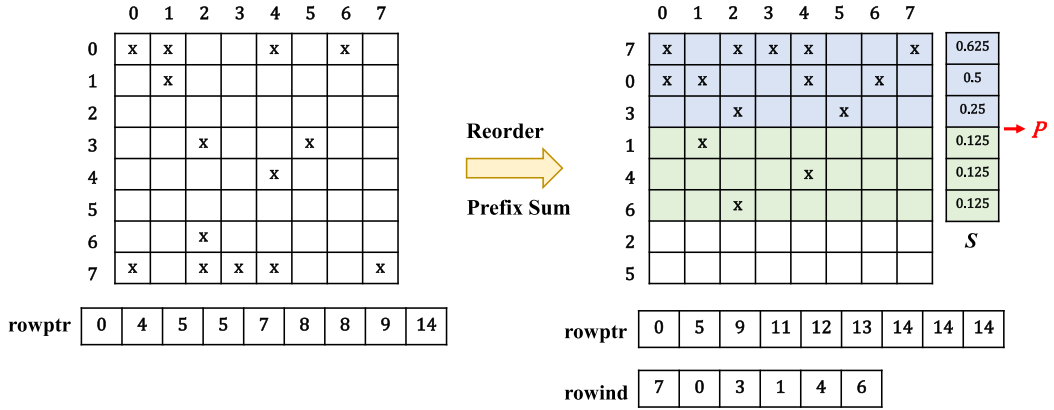 0 1 2 3 4 5 6 7
0 x x x x
1 x
2
3 x x
4 x
5
6 x
7 x x x x x
rowptr 0 4 5 5 7 8 8 9 14
Reorder
Prefix Sum
0 1 2 3 4 5 6 7
7 x x x x x 0.625
0 x x x x 0.5
3 x x 0.25
P
1 x 0.125
4 x 0.125
6 x 0.125
2
S
5
rowptr 0 5 9 11 12 13 14 14 14
rowind 7 0 3 1 4 6